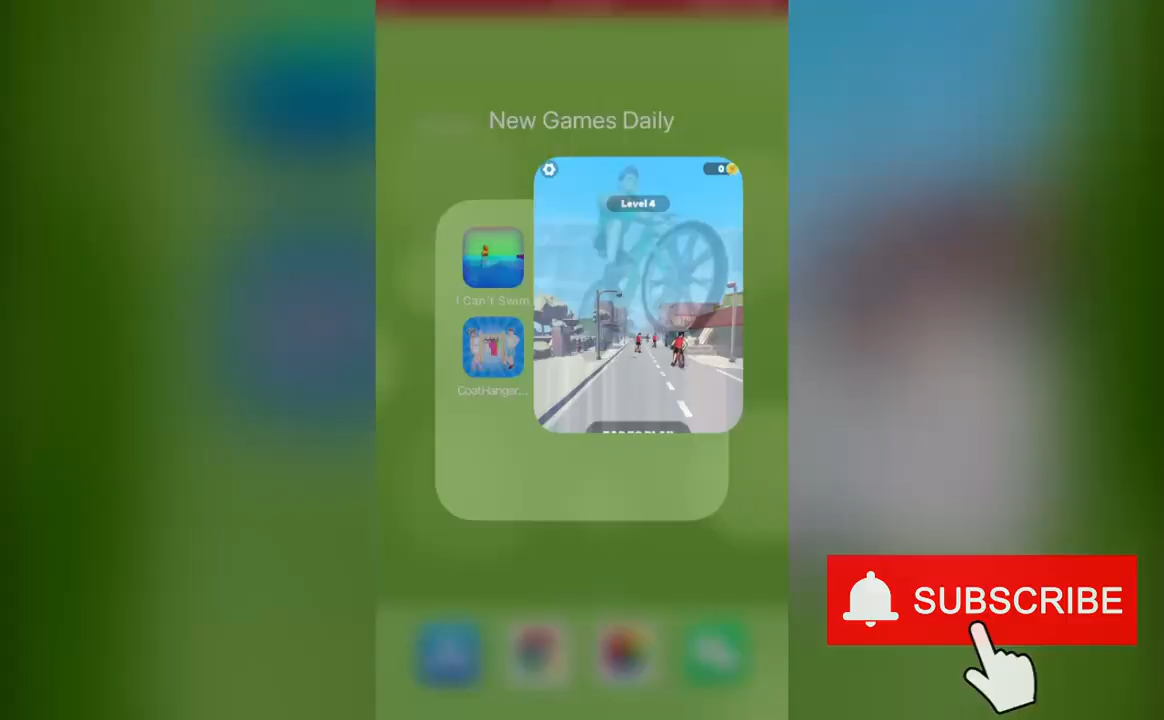 New Games Daily
0
Level 4
I Can't Swim
CoatHanger...
SUBSCRIBE